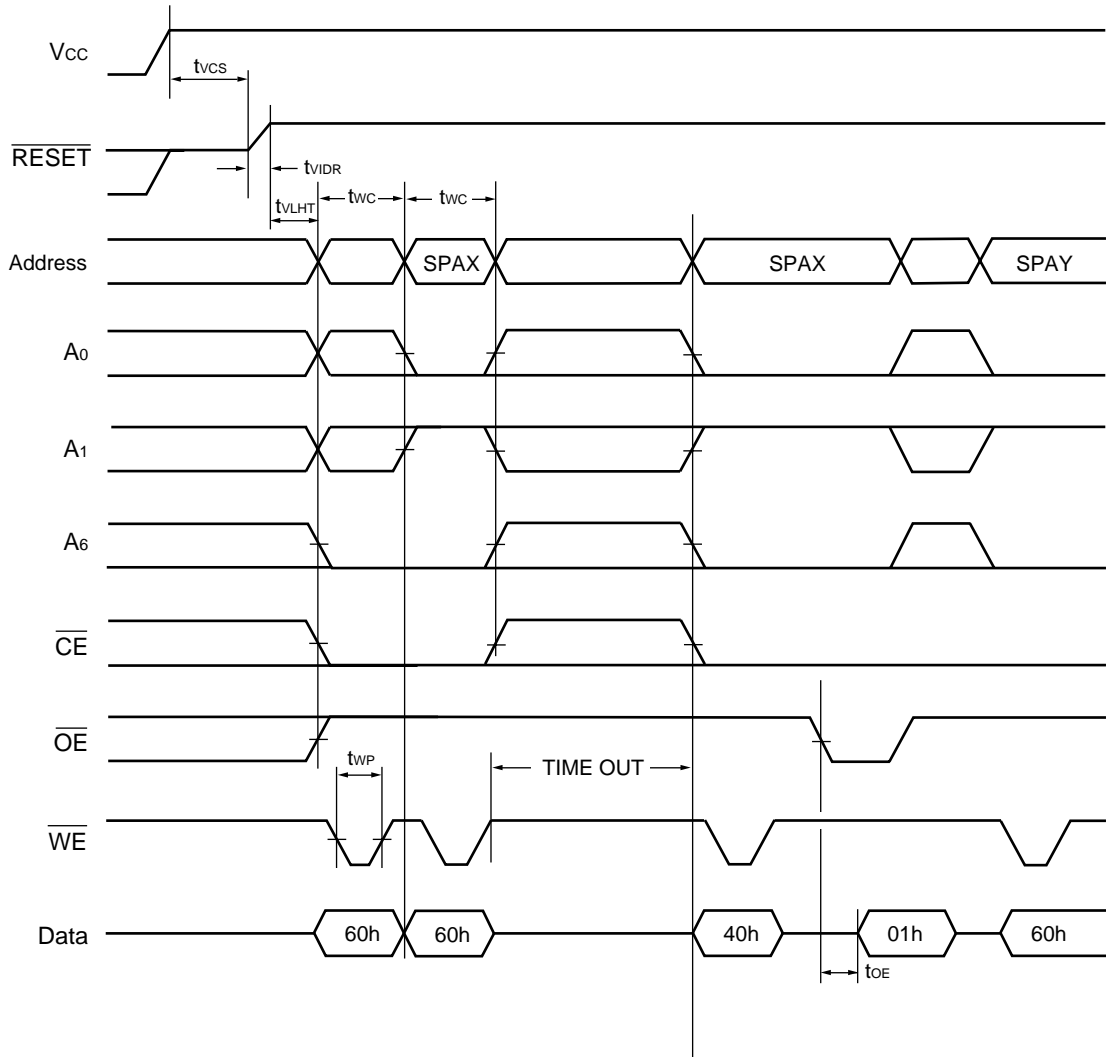 VCC
tVCS
RESET
tVIDR
tVLHT
tWC
tWC
Address
SPAX
SPAX
SPAY
A0
A1
A6
CE
OE
tWP
TIME OUT
WE
Data
60h
60h
40h
01h
60h
tOE